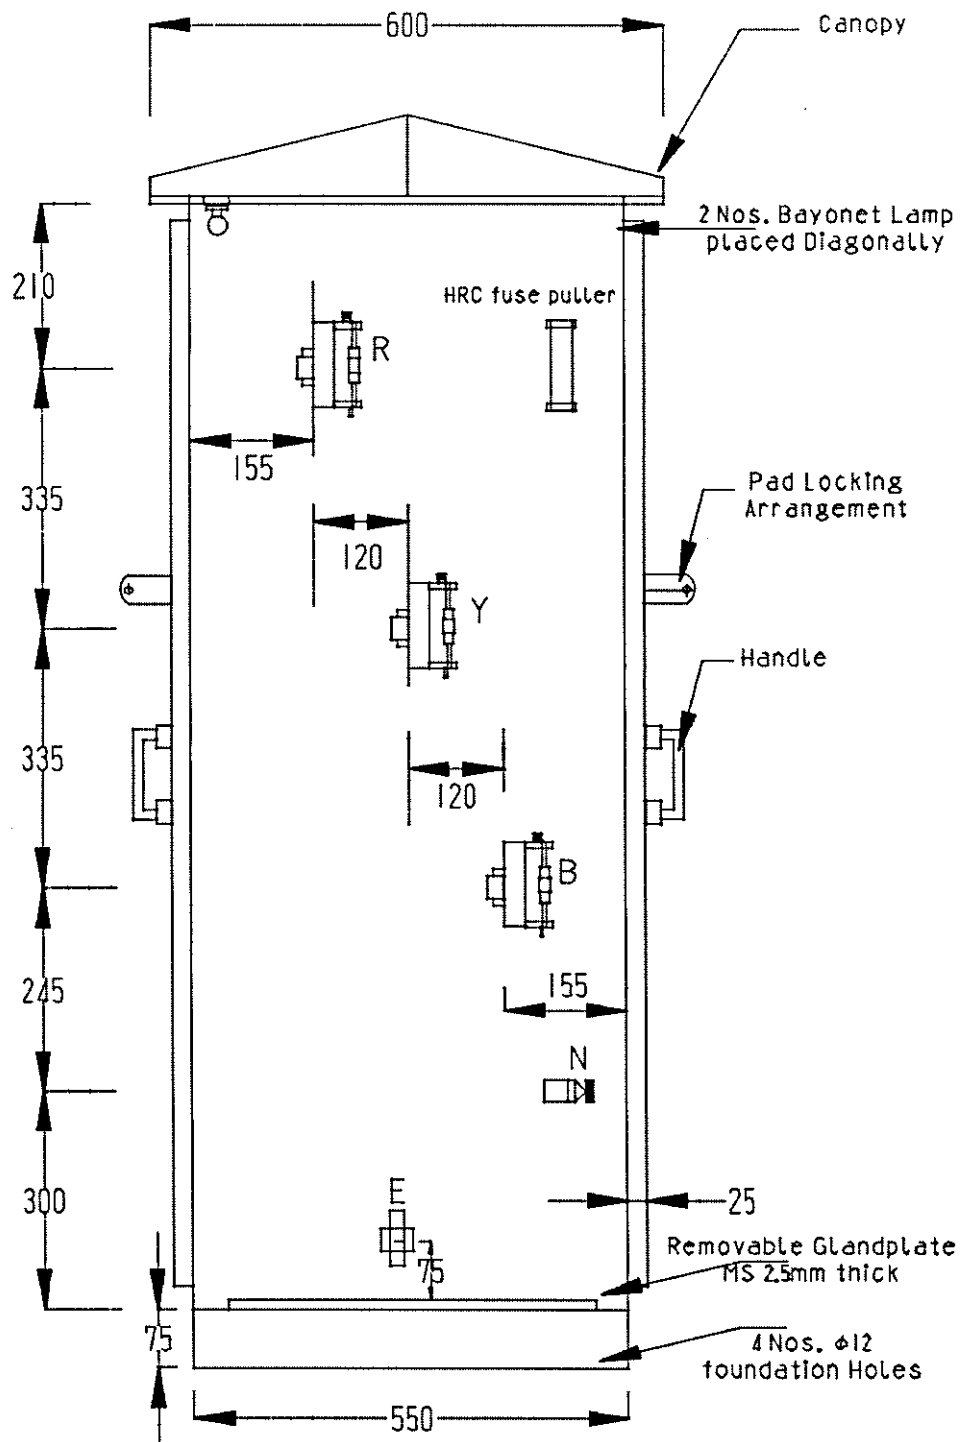 600
Canopy
2 Nos. Bayonet Lamp
placed Diagonally
210
HRC fuse puller
R
155
335
Pad Locking
Arrangement
120
Y
Handle
335
120
B
245
155
N
300
E
25
75
Removable Glandplate
MS 2.5mm thick
75
4 Nos. ϕ12
foundation Holes
550